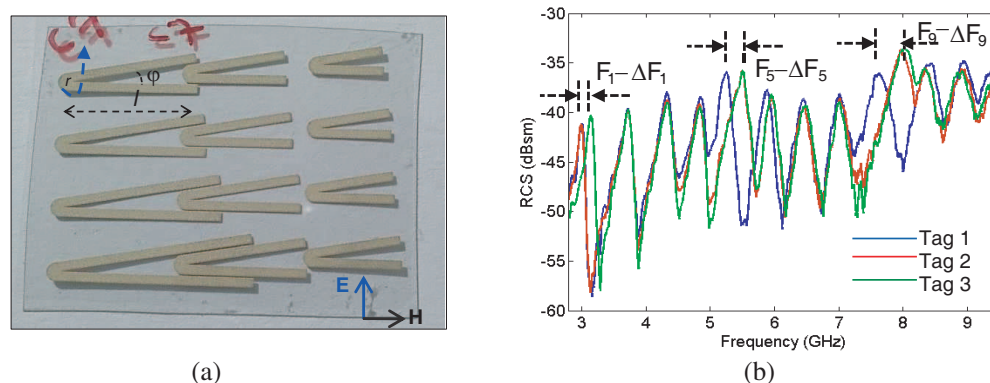 r
φ
l
E
H
(a)
-30
-35
-40
-45
-50
-55
-60
RCS (dBsm)
F₁−ΔF₁
F₅−ΔF₅
F₉−ΔF₉
Tag 1
Tag 2
Tag 3
3 4 5 6 7 8 9
Frequency (GHz)
(b)